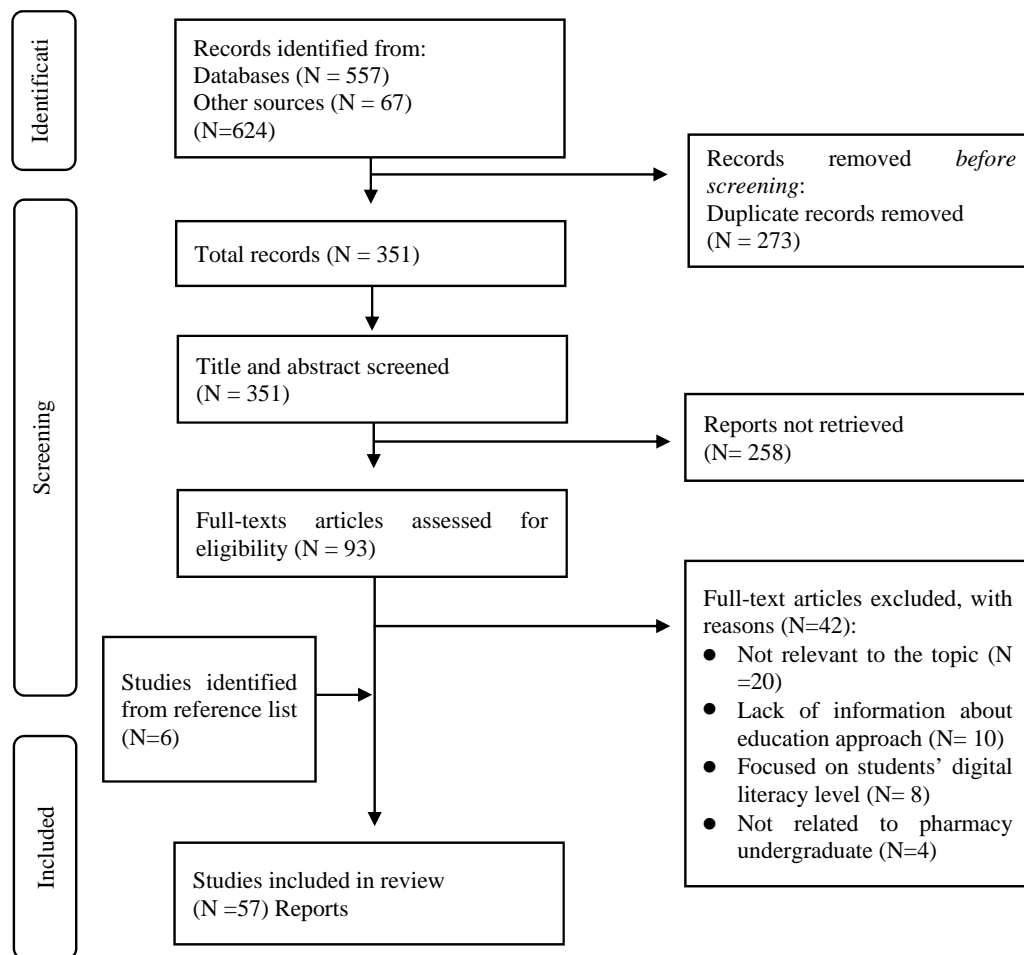 Identificati
Records identified from:
Databases (N = 557)
Other sources (N = 67)
(N=624)
Records removed before
screening:
Duplicate records removed
(N = 273)
Screening
Total records (N = 351)
Title and abstract screened
(N = 351)
Reports not retrieved
(N= 258)
Full-texts articles assessed for
eligibility (N = 93)
Full-text articles excluded, with
reasons (N=42):
● Not relevant to the topic (N
=20)
● Lack of information about
education approach (N= 10)
● Focused on students’ digital
literacy level (N= 8)
● Not related to pharmacy
undergraduate (N=4)
Studies identified
from reference list
(N=6)
Included
Studies included in review
(N =57) Reports